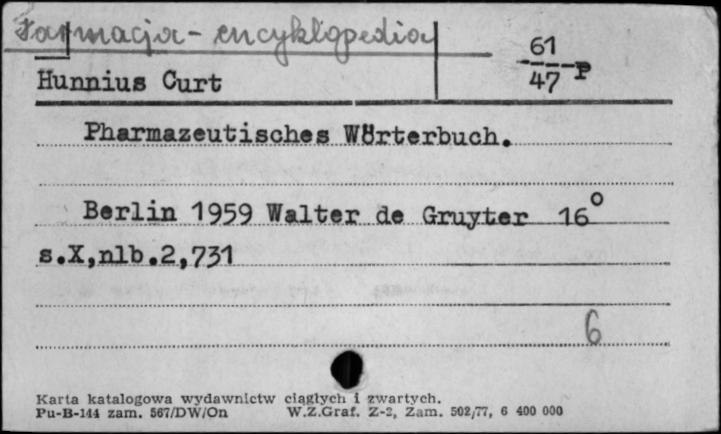 Farmacja - encyklopedia
61
Hunnius Curt
47 P
Pharmazeutisches Wörterbuch.
Berlin 1959 Walter de Gruyter 16°
s.X,nlb.2,731
6
Karta katalogowa wydawnictw ciągłych i zwartych.
Pu-B-144 zam. 567/DW/On W.Z.Graf. Z-2, Zam. 502/77, 6 400 000